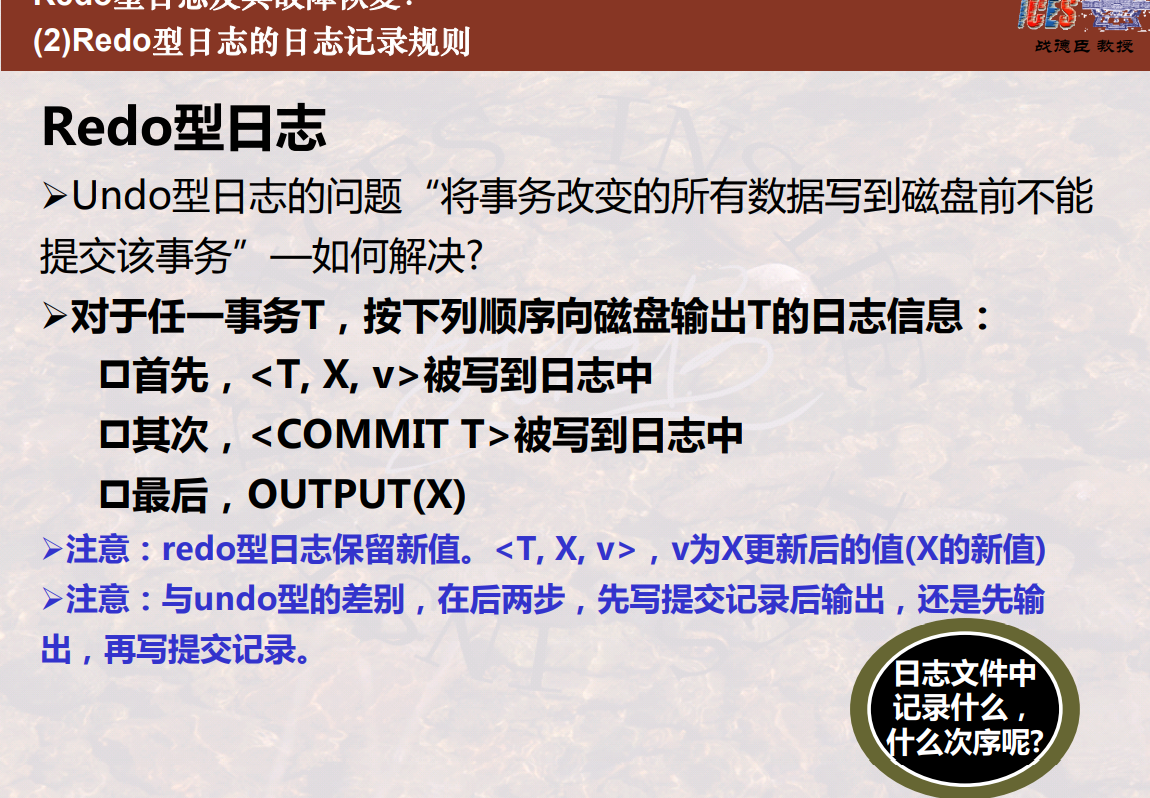 Redo型日志及其故障恢复?
(2)Redo型日志的日志记录规则
ICES
战德臣 教授
Redo型日志
➢Undo型日志的问题“将事务改变的所有数据写到磁盘前不能
提交该事务”—如何解决?
➢对于任一事务T，按下列顺序向磁盘输出T的日志信息：
首先，<T, X, v>被写到日志中
其次，<COMMIT T>被写到日志中
最后，OUTPUT(X)
➢注意：redo型日志保留新值。<T, X, v>，v为X更新后的值(X的新值)
➢注意：与undo型的差别，在后两步，先写提交记录后输出，还是先输
出，再写提交记录。
日志文件中
记录什么，
什么次序呢?